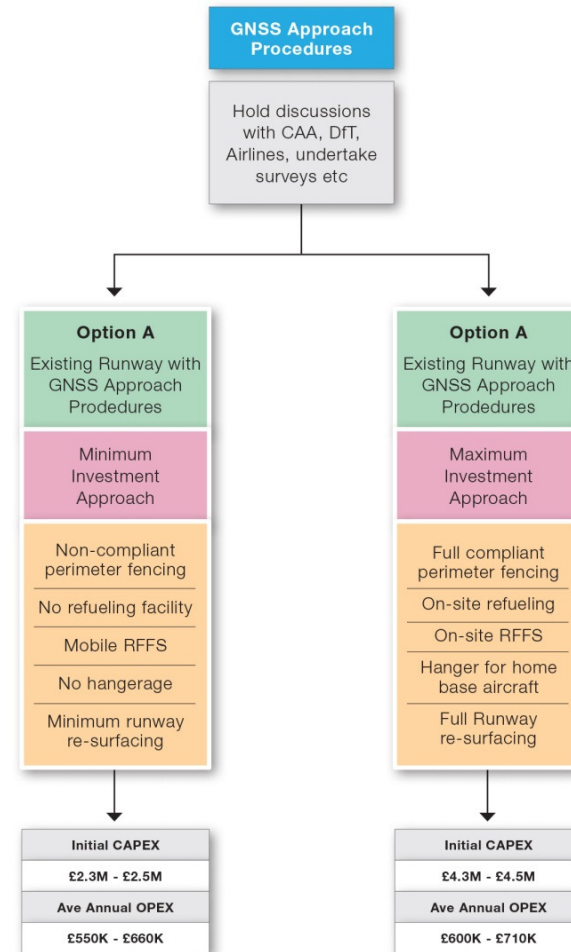 GNSS Approach
Procedures
Hold discussions
with CAA, DfT,
Airlines, undertake
surveys etc
Option A
Existing Runway with
GNSS Approach
Prodedures
Minimum
Investment
Approach
Non-compliant
perimeter fencing
No refueling facility
Mobile RFFS
No hangerage
Minimum runway
re-surfacing
Initial CAPEX
£2.3M - £2.5M
Ave Annual OPEX
£550K - £660K
Option A
Existing Runway with
GNSS Approach
Prodedures
Maximum
Investment
Approach
Full compliant
perimeter fencing
On-site refueling
On-site RFFS
Hanger for home
base aircraft
Full Runway
re-surfacing
Initial CAPEX
£4.3M - £4.5M
Ave Annual OPEX
£600K - £710K